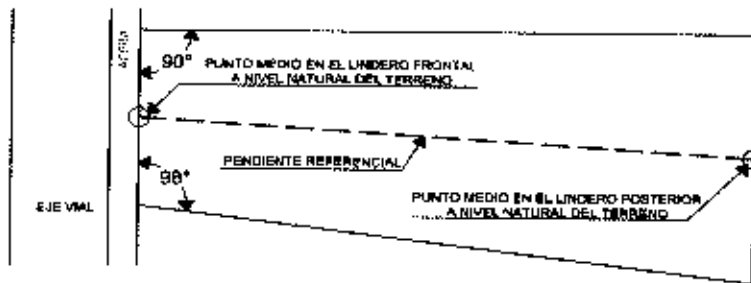 ACERA
90°
PUNTO MEDIO EN EL LINDERO FRONTAL
A NIVEL NATURAL DEL TERRENO
PENDIENTE REFERENCIAL
98°
EJE VIAL
PUNTO MEDIO EN EL LINDERO POSTERIOR
A NIVEL NATURAL DEL TERRENO